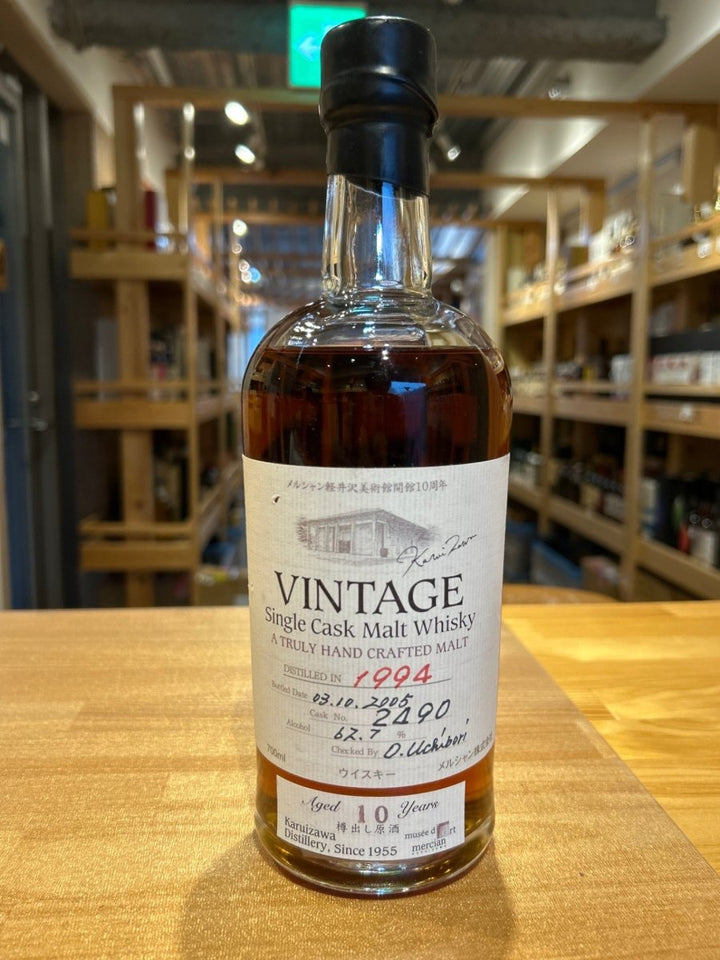 メルシャン軽井沢美術館開館10周年
Karuizawa
VINTAGE
Single Cask Malt Whisky
A TRULY HAND CRAFTED MALT
DISTILLED IN 1994
Bottled Date 03.10.2005
Cask No. 2490
Alcohol 62.7 %
Checked By O.Uchibori
700ml
ウイスキー
メルシャン株式会社
Aged 10 Years
樽出し原酒
Karuizawa
Distillery, Since 1955
musée d'art
mercian